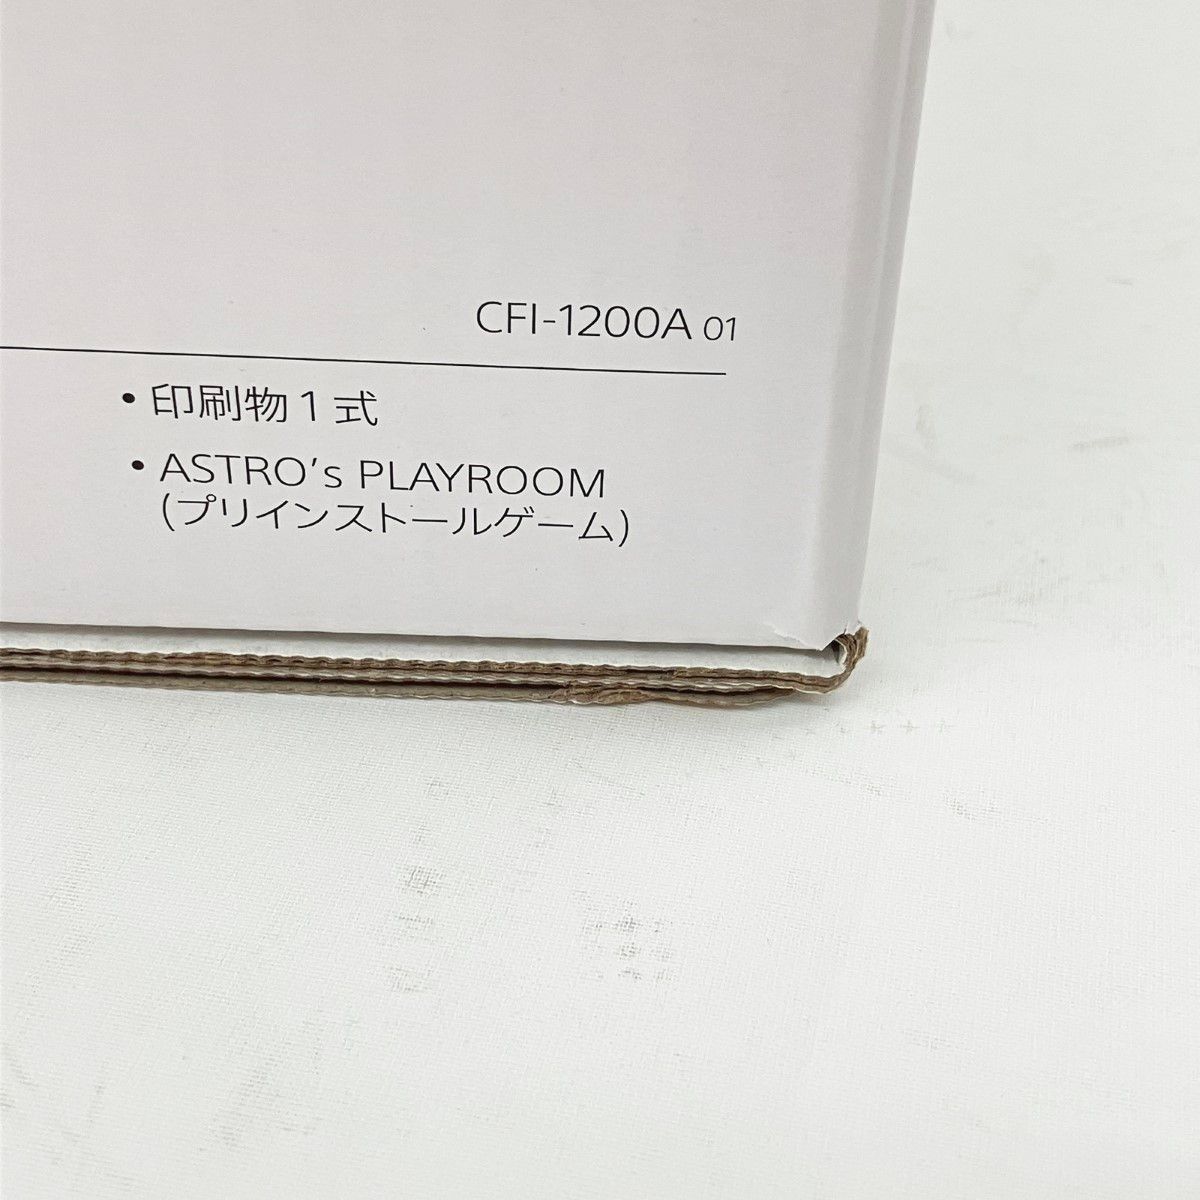 CFI-1200A 01
• 印刷物1式
• ASTRO's PLAYROOM
(プリインストールゲーム)